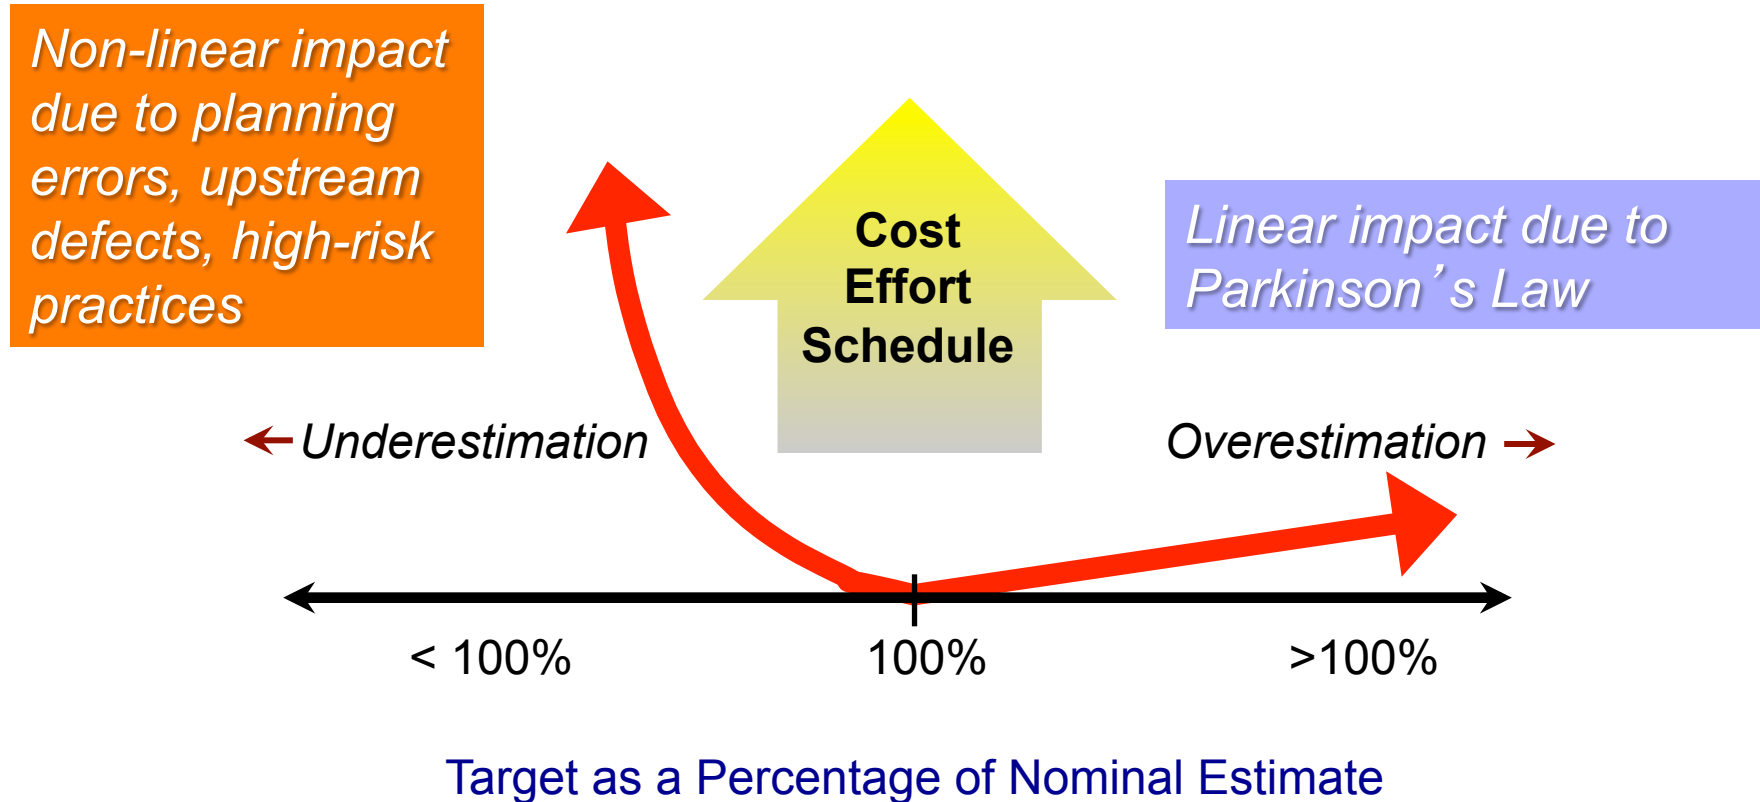 Non-linear impact
due to planning
errors, upstream
defects, high-risk
practices
Cost
Effort
Schedule
Linear impact due to
Parkinson’s Law
Underestimation
Overestimation
< 100%
100%
>100%
Target as a Percentage of Nominal Estimate